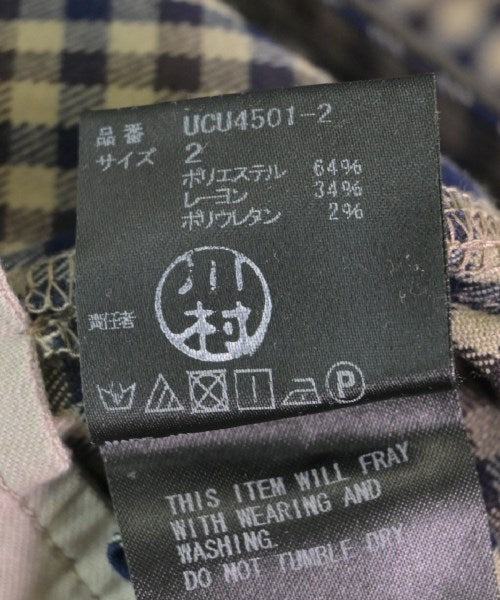 品番 UCU4501-2
サイズ 2
ポリエステル 64%
レーヨン 34%
ポリウレタン 2%
責任者 川村
P
THIS ITEM WILL FRAY
WITH WEARING AND
WASHING.
DO NOT TUMBLE DRY.